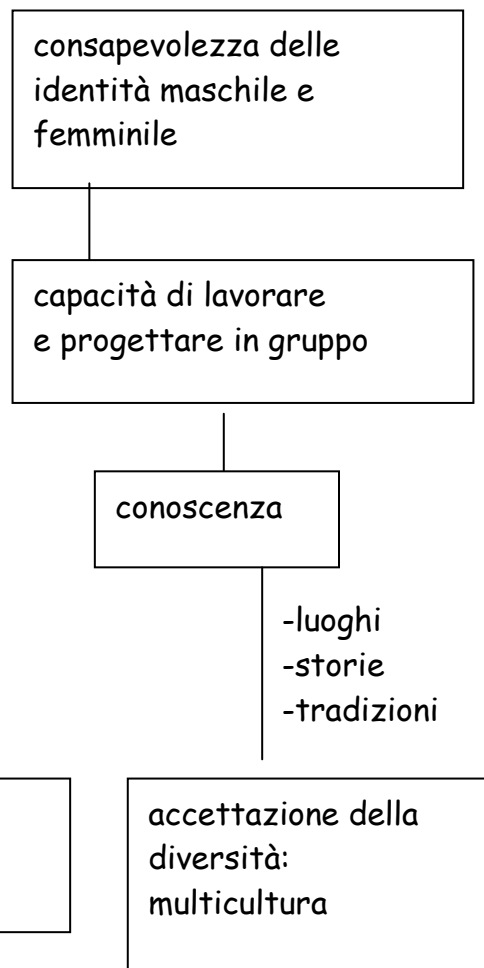 consapevolezza delle
identità maschile e
femminile
capacità di lavorare
e progettare in gruppo
conoscenza
-luoghi
-storie
-tradizioni
accettazione della
diversità:
multicultura